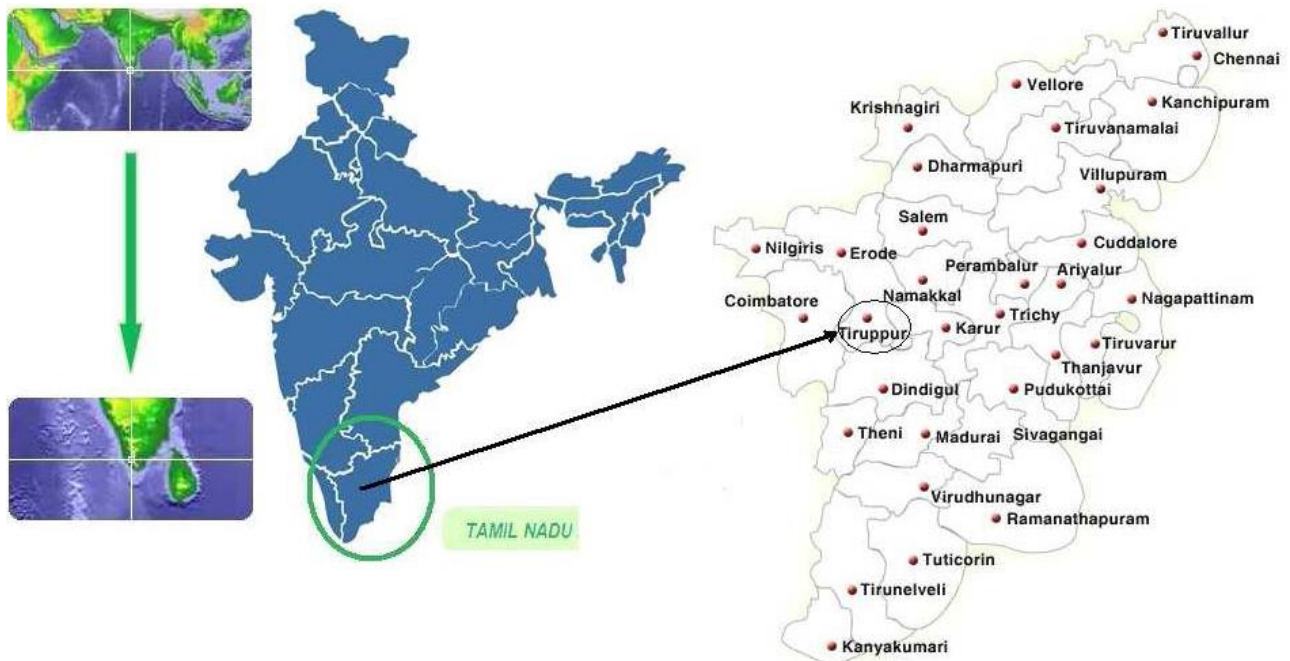 Tiruvallur
Chennai
Vellore
Kanchipuram
Krishnagiri
Tiruvanamalai
Dharmapuri
Villupuram
Salem
Cuddalore
Nilgiris
Erode
Perambalur
Ariyalur
Coimbatore
Namakkal
Nagapattinam
Trichy
Tiruppur
Karur
Tiruvarur
Thanjavur
Dindigul
Pudukottai
Theni
Madurai
Sivagangai
Virudhunagar
Ramanathapuram
TAMIL NADU
Tuticorin
Tirunelveli
Kanyakumari